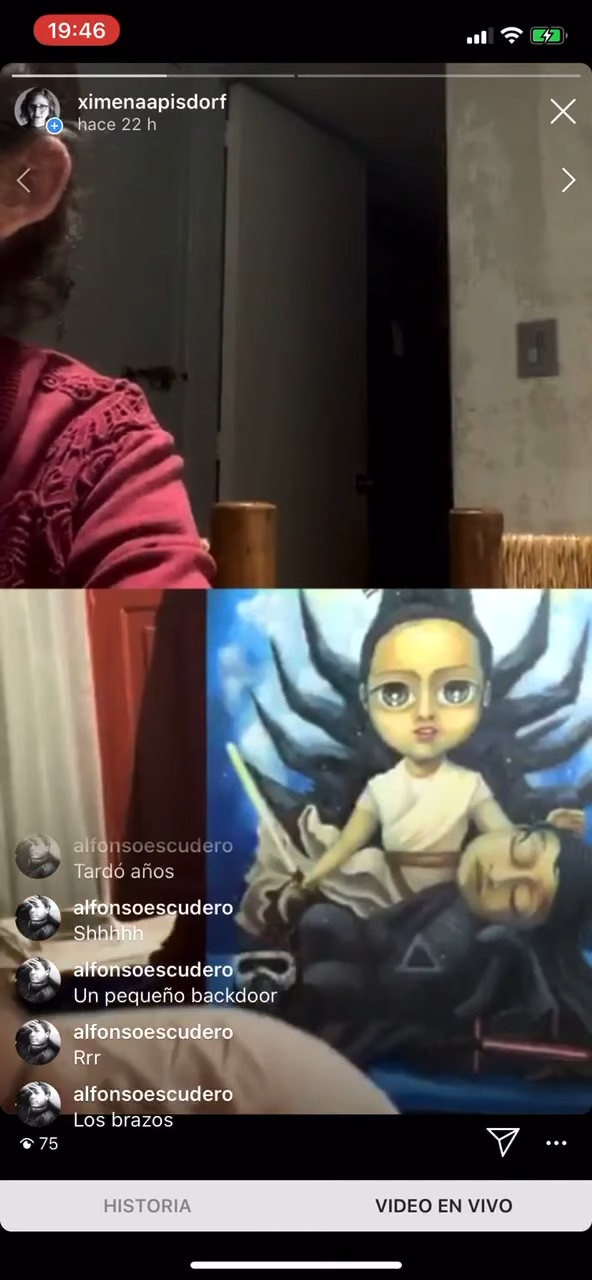 19:46
ximenaapisdorf
hace 22 h
alfonsoescudero
Tardó años
alfonsoescudero
Shhhhh
alfonsoescudero
Un pequeño backdoor
alfonsoescudero
Rrr
alfonsoescudero
Los brazos
75
HISTORIA
VIDEO EN VIVO